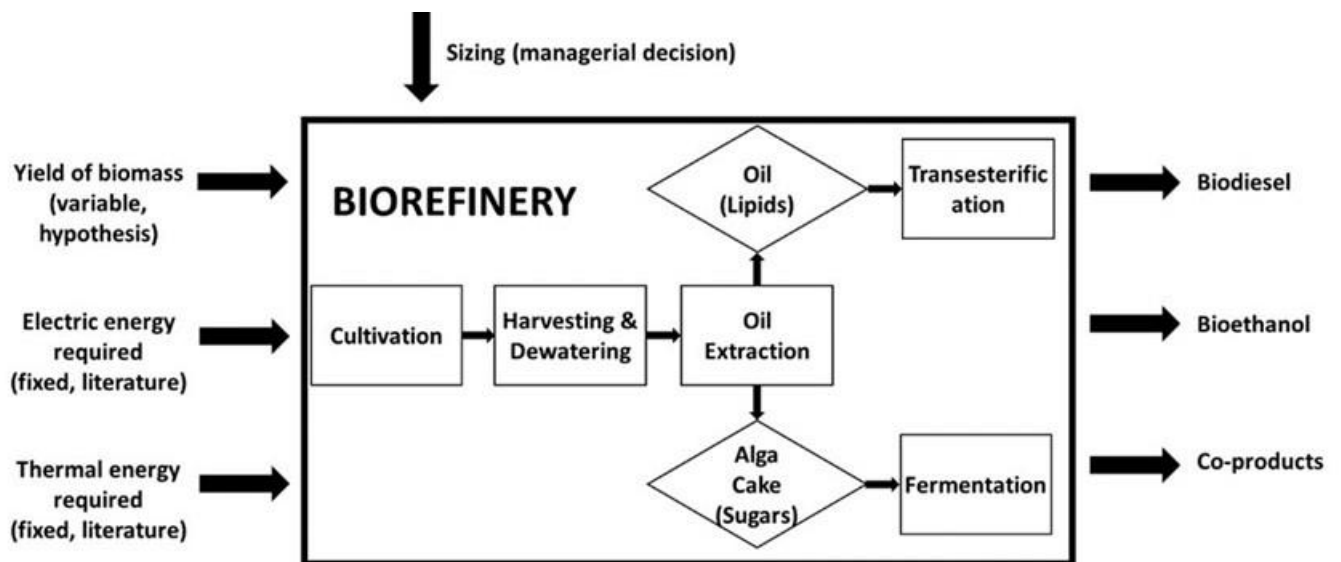 Sizing (managerial decision)
Yield of biomass
(variable,
hypothesis)
Electric energy
required
(fixed, literature)
Thermal energy
required
(fixed, literature)
BIOREFINERY
Cultivation
Harvesting &
Dewatering
Oil
Extraction
Oil
(Lipids)
Transesterific
ation
Alga
Cake
(Sugars)
Fermentation
Biodiesel
Bioethanol
Co-products